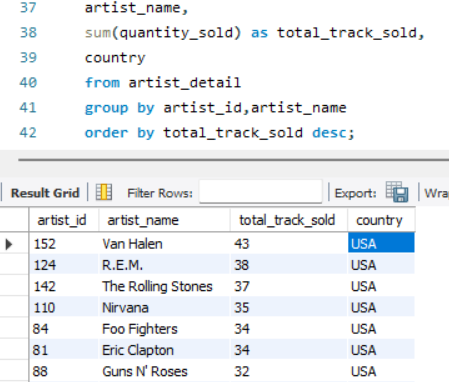 37 artist_name,
38 sum(quantity_sold) as total_track_sold,
39 country
40 from artist_detail
41 group by artist_id,artist_name
42 order by total_track_sold desc;
Result Grid Filter Rows: Export: Wrap
artist_id artist_name total_track_sold country
152 Van Halen 43 USA
124 R.E.M. 38 USA
142 The Rolling Stones 37 USA
110 Nirvana 35 USA
84 Foo Fighters 34 USA
81 Eric Clapton 34 USA
88 Guns N' Roses 32 USA